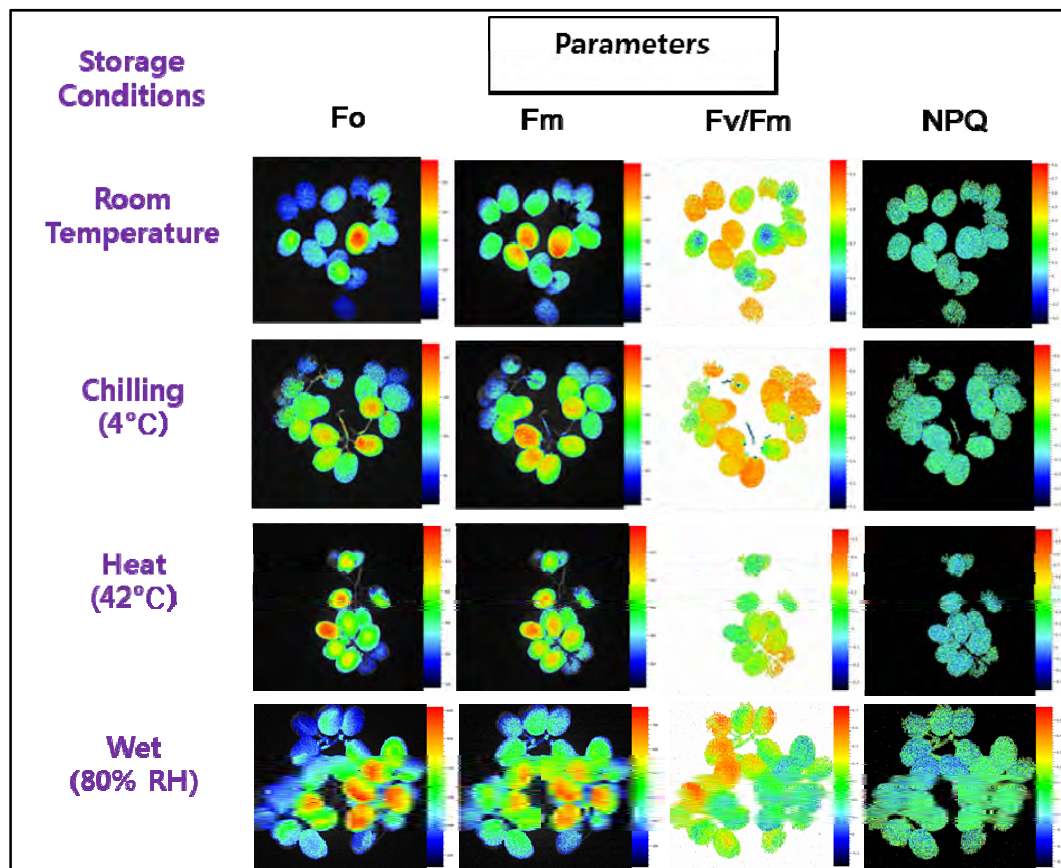 Parameters
Storage
Conditions
Fo Fm Fv/Fm NPQ
Room
Temperature
Chilling
(4°C)
Heat
(42°C)
Wet
(80% RH)